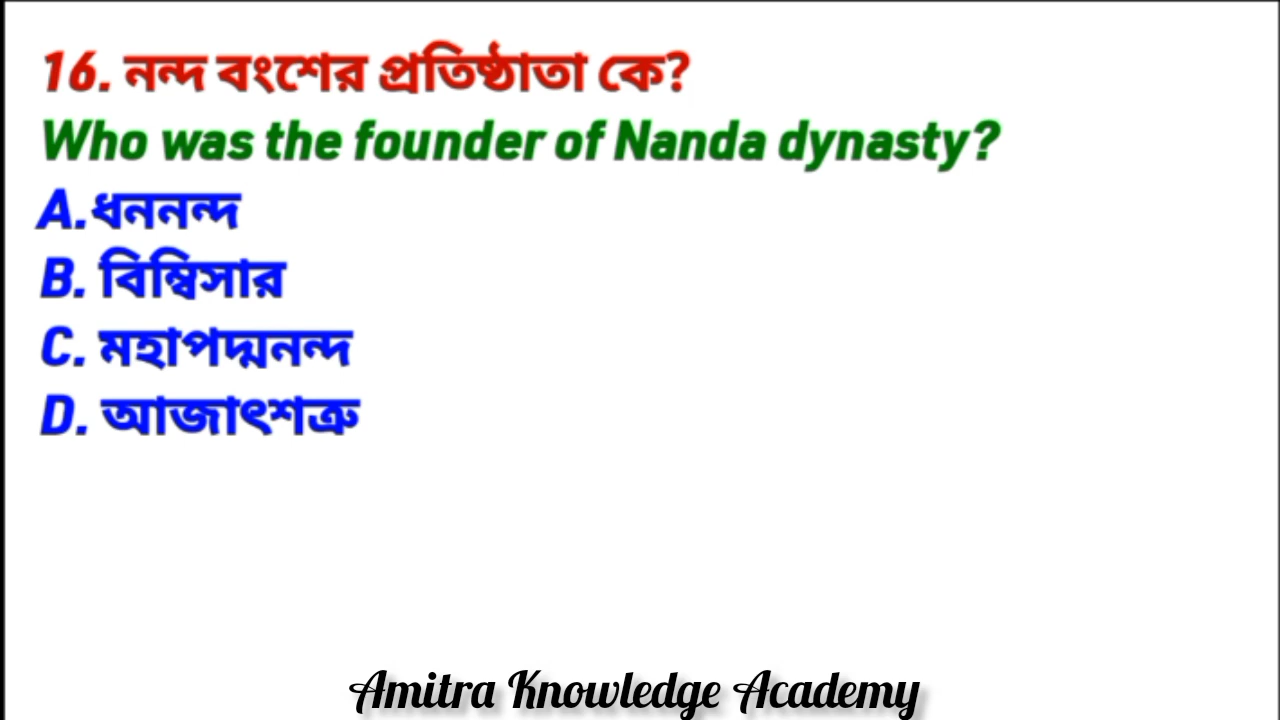 16. নন্দ বংশের প্রতিষ্ঠাতা কে?
Who was the founder of Nanda dynasty?
A.ধননন্দ
B. বিম্বিসার
C. মহাপদ্মনন্দ
D. আজাৎশত্রু
Amitra Knowledge Academy